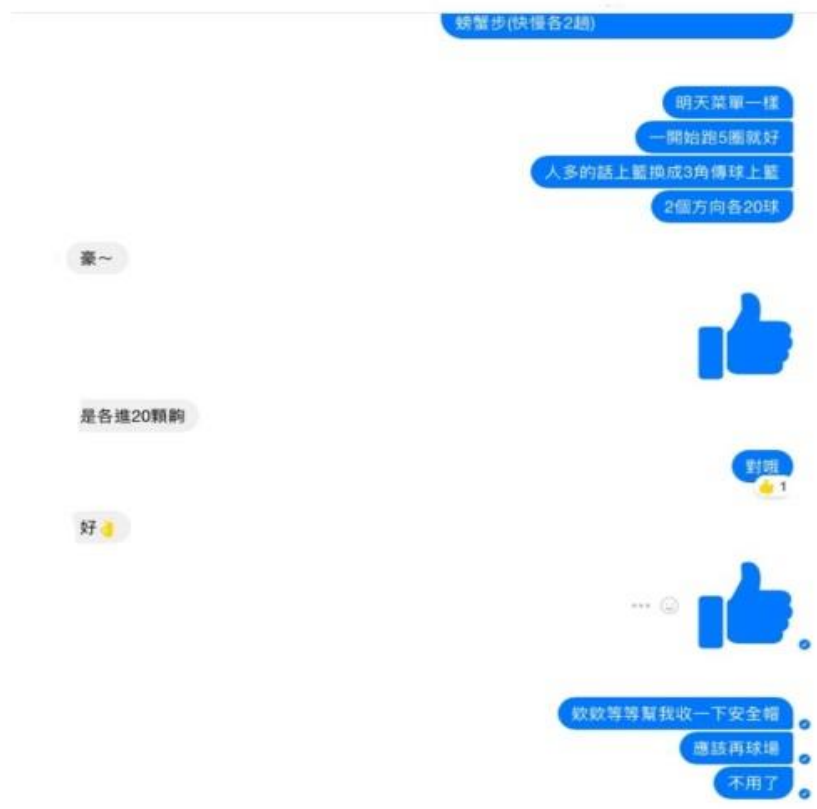 螃蟹步(快慢各2趟)
明天菜單一樣
一開始跑5圈就好
人多的話上籃換成3角傳球上籃
2個方向各20球
豪～
是各進20顆齁
對哦
1
好👌
欸欸等等幫我收一下安全帽
應該再球場
不用了